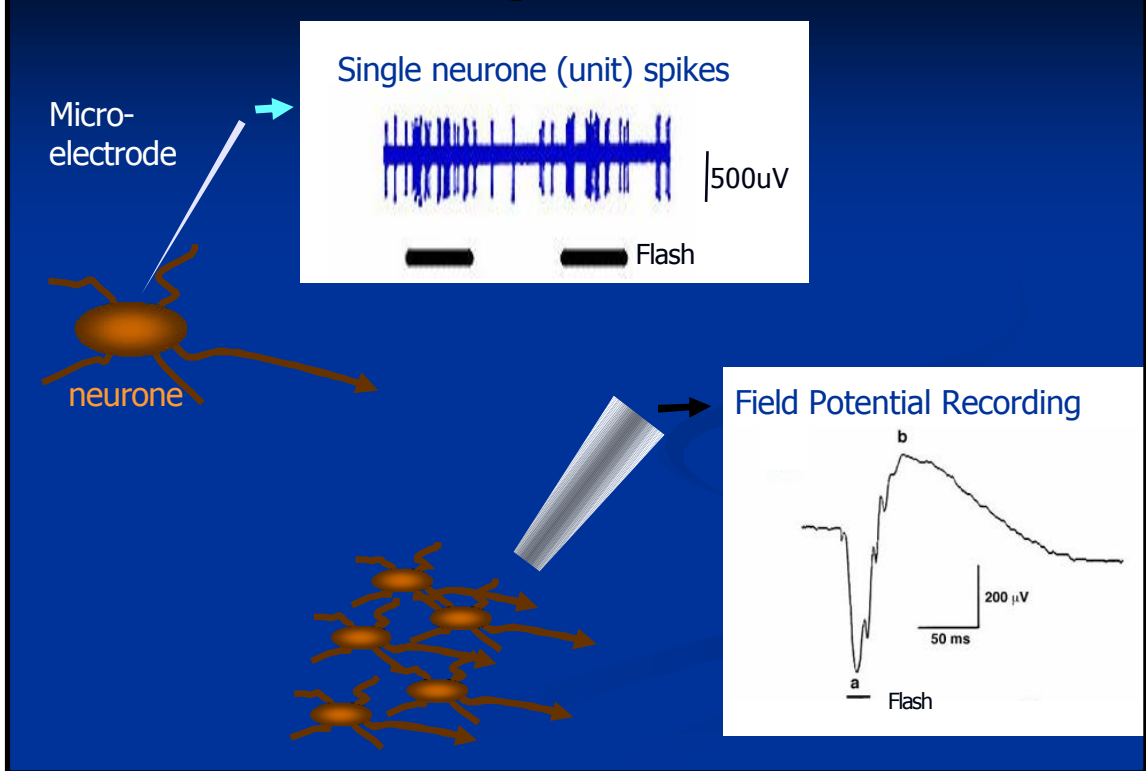 Single neurone (unit) spikes
Micro-
electrode
500uV
Flash
neurone
Field Potential Recording
b
200 μV
50 ms
a
Flash